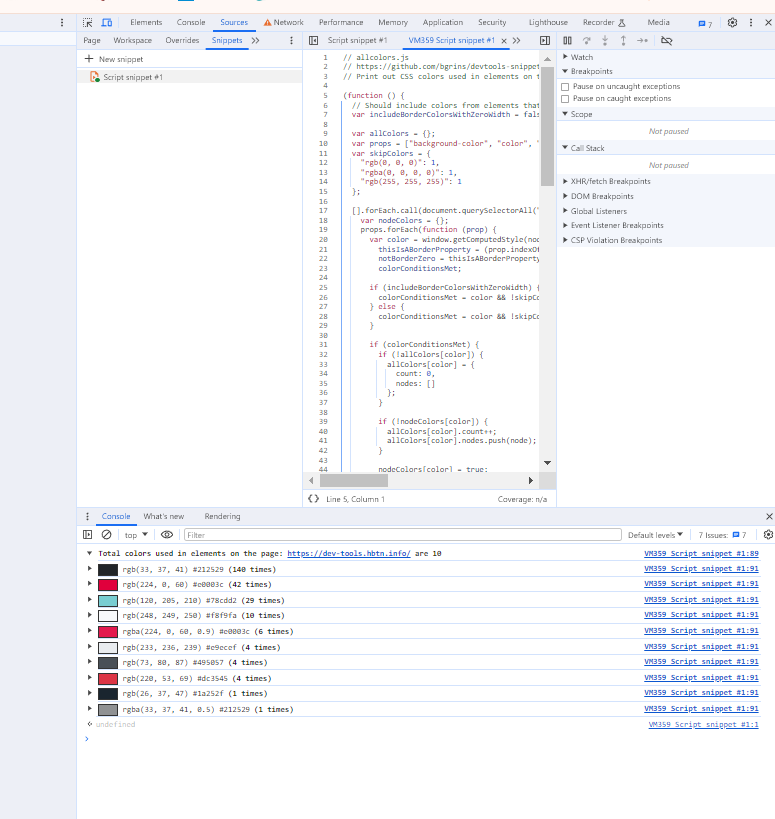 Elements Console Sources Network Performance Memory Application Security Lighthouse Recorder Media 7
Page Workspace Overrides Snippets
New snippet
Script snippet #1
Script snippet #1 VM359 Script snippet #1 ×
1 // allcolors.js
2 // https://github.com/bgrins/devtools-snippet
3 // Print out CSS colors used in elements on t
4
5 (function () {
6 // Should include colors from elements that
7 var includeBorderColorsWithZeroWidth = fals
8
9 var allColors = {};
10 var props = ["background-color", "color", "
11 var skipColors = {
12 "rgb(0, 0, 0)": 1,
13 "rgba(0, 0, 0, 0)": 1,
14 "rgb(255, 255, 255)": 1
15 };
16
17 [].forEach.call(document.querySelectorAll("
18 var nodeColors = {};
19 props.forEach(function (prop) {
20 var color = window.getComputedStyle(nod
21 thisIsABorderProperty = (prop.indexOf
22 notBorderZero = thisIsABorderProperty
23 colorConditionsMet;
24
25 if (includeBorderColorsWithZeroWidth) {
26 colorConditionsMet = color && !skipCo
27 } else {
28 colorConditionsMet = color && !skipCo
29 }
30
31 if (colorConditionsMet) {
32 if (!allColors[color]) {
33 allColors[color] = {
34 count: 0,
35 nodes: []
36 };
37 }
38
39 if (!nodeColors[color]) {
40 allColors[color].count++;
41 allColors[color].nodes.push(node);
42 }
43
44 nodeColors[color] = true;
Line 5, Column 1 Coverage: n/a
Watch
Breakpoints
Pause on uncaught exceptions
Pause on caught exceptions
Scope
Not paused
Call Stack
Not paused
XHR/fetch Breakpoints
DOM Breakpoints
Global Listeners
Event Listener Breakpoints
CSP Violation Breakpoints
Console What's new Rendering
top Filter Default levels 7 Issues: 7
Total colors used in elements on the page: https://dev-tools.hbtn.info/ are 10 VM359 Script snippet #1:89
rgb(33, 37, 41) #212529 (140 times) VM359 Script snippet #1:91
rgb(224, 0, 60) #e0003c (42 times) VM359 Script snippet #1:91
rgb(120, 205, 210) #78cdd2 (29 times) VM359 Script snippet #1:91
rgb(248, 249, 250) #f8f9fa (10 times) VM359 Script snippet #1:91
rgba(224, 0, 60, 0.9) #e0003c (6 times) VM359 Script snippet #1:91
rgb(233, 236, 239) #e9ecef (4 times) VM359 Script snippet #1:91
rgb(73, 80, 87) #495057 (4 times) VM359 Script snippet #1:91
rgb(220, 53, 69) #dc3545 (4 times) VM359 Script snippet #1:91
rgb(26, 37, 47) #1a252f (1 times) VM359 Script snippet #1:91
rgba(33, 37, 41, 0.5) #212529 (1 times) VM359 Script snippet #1:91
undefined VM359 Script snippet #1:1